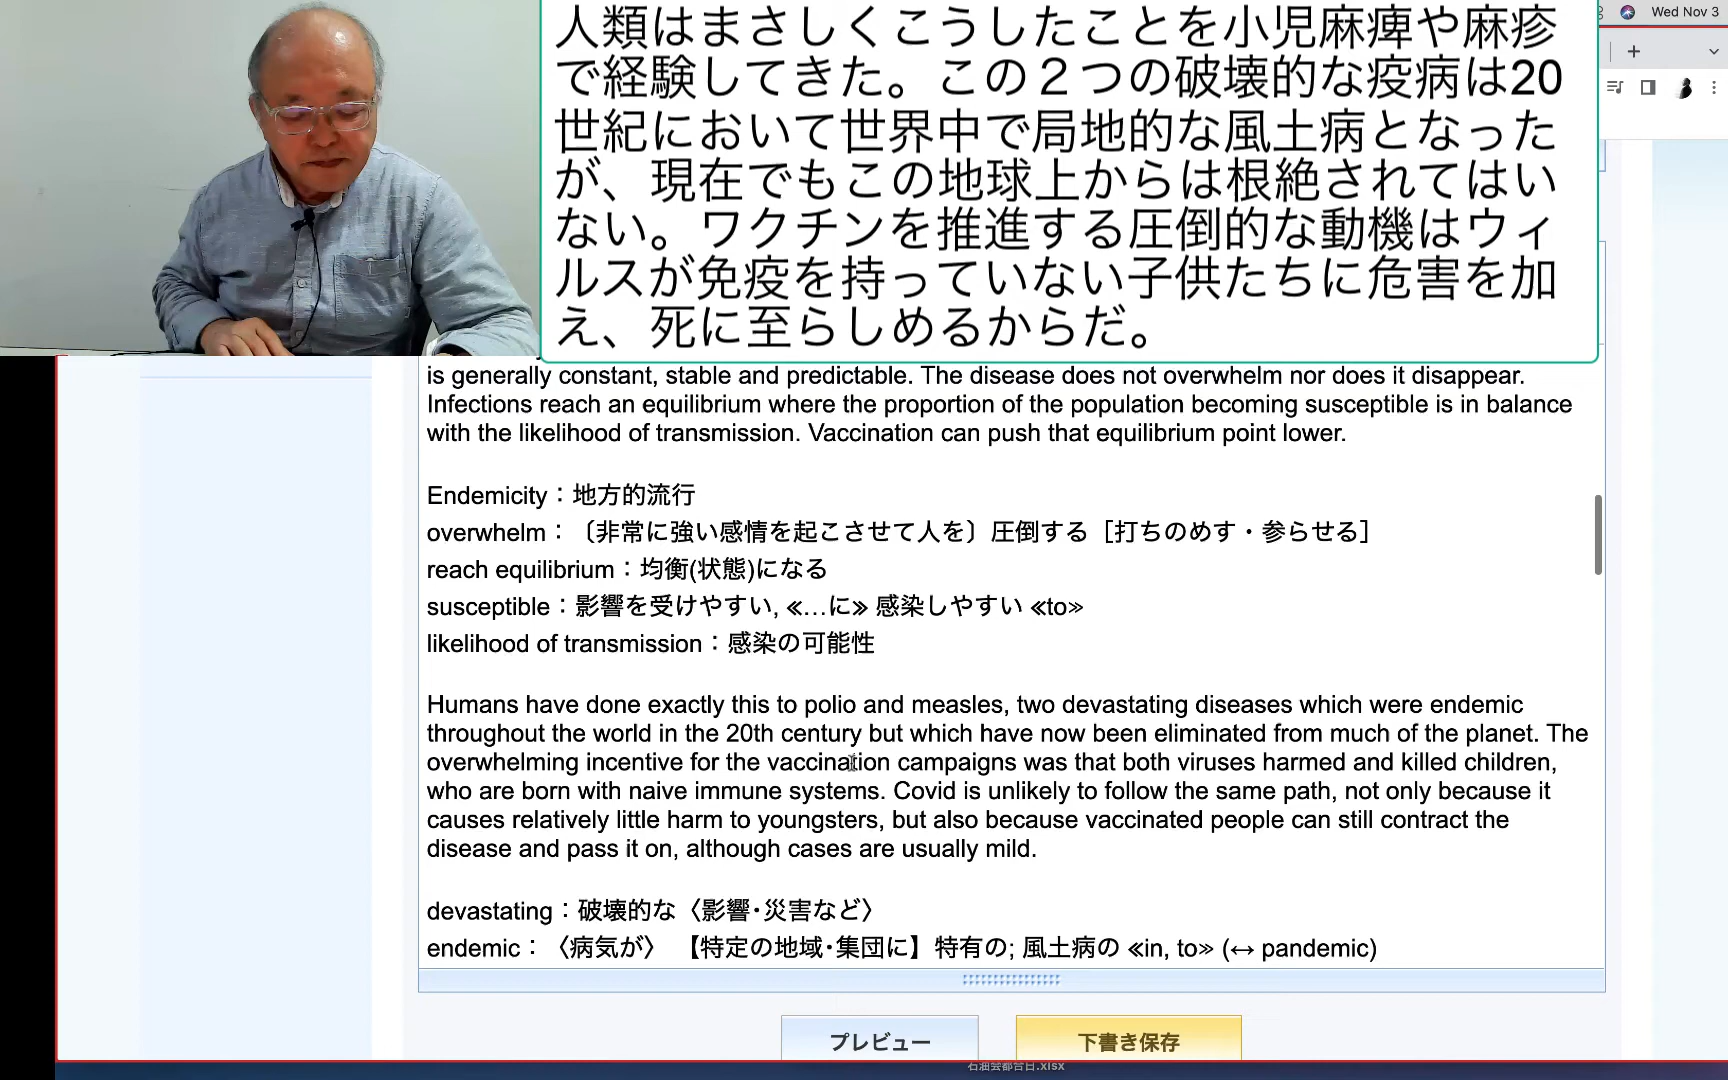 人類はまさしくこうしたことを小児麻痺や麻疹
で経験してきた。この２つの破壊的な疫病は20
世紀において世界中で局地的な風土病となった
が、現在でもこの地球上からは根絶されてはい
ない。ワクチンを推進する圧倒的な動機はウィ
ルスが免疫を持っていない子供たちに危害を加
え、死に至らしめるからだ。
Wed Nov 3
is generally constant, stable and predictable. The disease does not overwhelm nor does it disappear.
Infections reach an equilibrium where the proportion of the population becoming susceptible is in balance
with the likelihood of transmission. Vaccination can push that equilibrium point lower.
Endemicity：地方的流行
overwhelm：〔非常に強い感情を起こさせて人を〕圧倒する［打ちのめす・参らせる］
reach equilibrium：均衡(状態)になる
susceptible：影響を受けやすい, ≪…に≫ 感染しやすい ≪to≫
likelihood of transmission：感染の可能性
Humans have done exactly this to polio and measles, two devastating diseases which were endemic
throughout the world in the 20th century but which have now been eliminated from much of the planet. The
overwhelming incentive for the vaccination campaigns was that both viruses harmed and killed children,
who are born with naive immune systems. Covid is unlikely to follow the same path, not only because it
causes relatively little harm to youngsters, but also because vaccinated people can still contract the
disease and pass it on, although cases are usually mild.
devastating：破壊的な〈影響･災害など〉
endemic：〈病気が〉【特定の地域･集団に】特有の; 風土病の ≪in, to≫ (↔ pandemic)
プレビュー
下書き保存